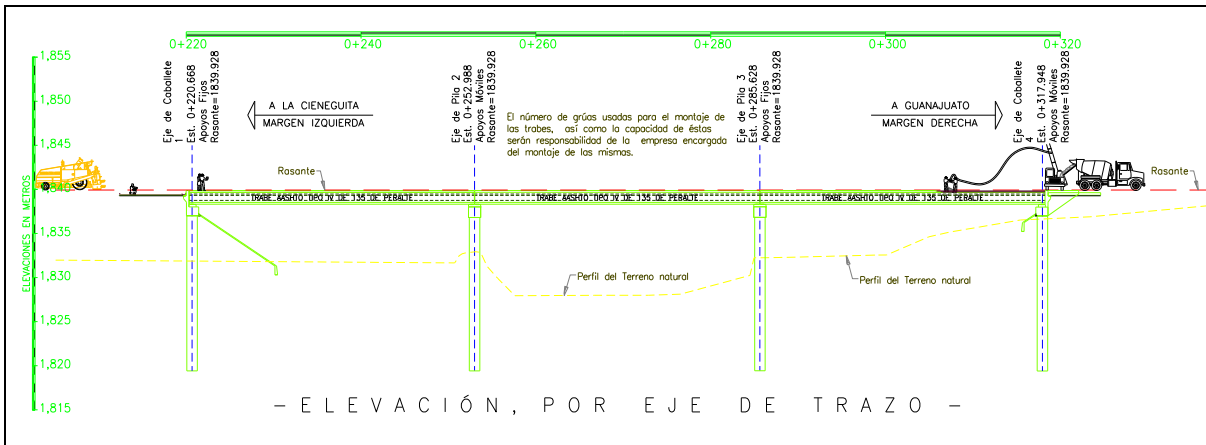 0+220
0+240
0+260
0+280
0+300
0+320
1,855
1,850
1,845
1,840
1,835
1,830
1,825
1,820
1,815
ELEVACIONES EN METROS
Eje de Caballete
1
Est. 0+220.668
Apoyos Fijos
Rasante=1839.928
A LA CIENEGUITA
MARGEN IZQUIERDA
Eje de Pila 2
Est. 0+252.988
Apoyos Móviles
Rasante=1839.928
El número de grúas usadas para el montaje de
las trabes, así como la capacidad de éstas
serán responsabilidad de la empresa encargada
del montaje de las mismas.
Eje de Pila 3
Est. 0+285.628
Apoyos Fijos
Rasante=1839.928
A GUANAJUATO
MARGEN DERECHA
Eje de Caballete
4
Est. 0+317.948
Apoyos Móviles
Rasante=1839.928
Rasante
Rasante
TRABE AASHTO TIPO IV DE 135 DE PERALTE
TRABE AASHTO TIPO IV DE 135 DE PERALTE
TRABE AASHTO TIPO IV DE 135 DE PERALTE
Perfil del Terreno natural
Perfil del Terreno natural
- ELEVACIÓN, POR EJE DE TRAZO -